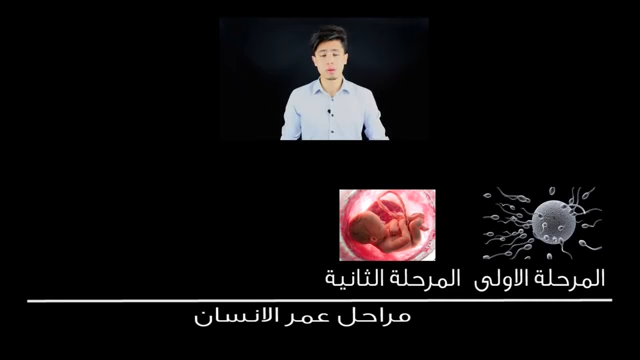 المرحلة الاولى
المرحلة الثانية
مراحل عمر الانسان